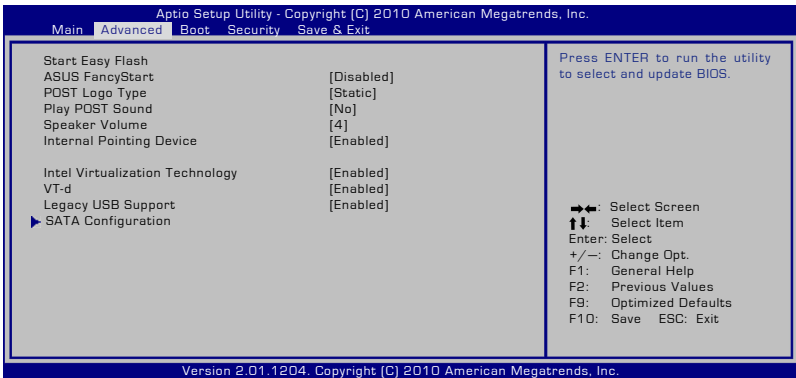 Aptio Setup Utility - Copyright (C) 2010 American Megatrends, Inc.
Main Advanced Boot Security Save & Exit
Start Easy Flash
ASUS FancyStart [Disabled]
POST Logo Type [Static]
Play POST Sound [No]
Speaker Volume [4]
Internal Pointing Device [Enabled]
Intel Virtualization Technology [Enabled]
VT-d [Enabled]
Legacy USB Support [Enabled]
SATA Configuration
Press ENTER to run the utility
to select and update BIOS.
→←: Select Screen
↑↓: Select Item
Enter: Select
+/—: Change Opt.
F1: General Help
F2: Previous Values
F9: Optimized Defaults
F10: Save ESC: Exit
Version 2.01.1204. Copyright (C) 2010 American Megatrends, Inc.